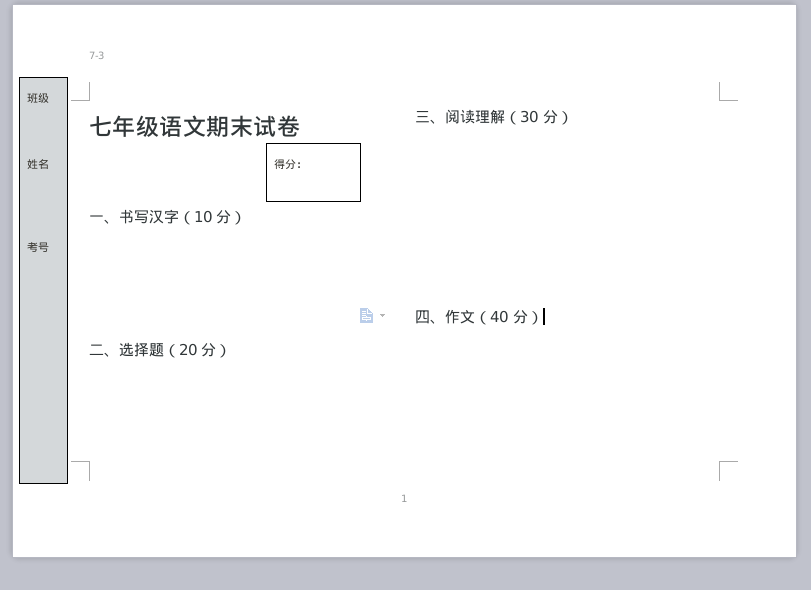 7-3
班级
姓名
考号
七年级语文期末试卷
得分:
一、书写汉字（10 分）
二、选择题（20 分）
三、阅读理解（30 分）
四、作文（40 分）
1